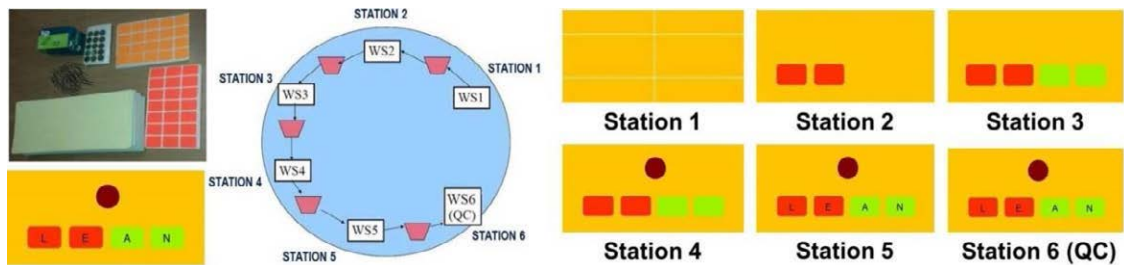 STATION 2
STATION 3
STATION 1
WS2
WS3
WS1
WS4
STATION 4
WS6
(QC)
WS5
STATION 6
STATION 5
L E A N
Station 1
Station 2
Station 3
L E A N
L E A N
Station 4
Station 5
Station 6 (QC)